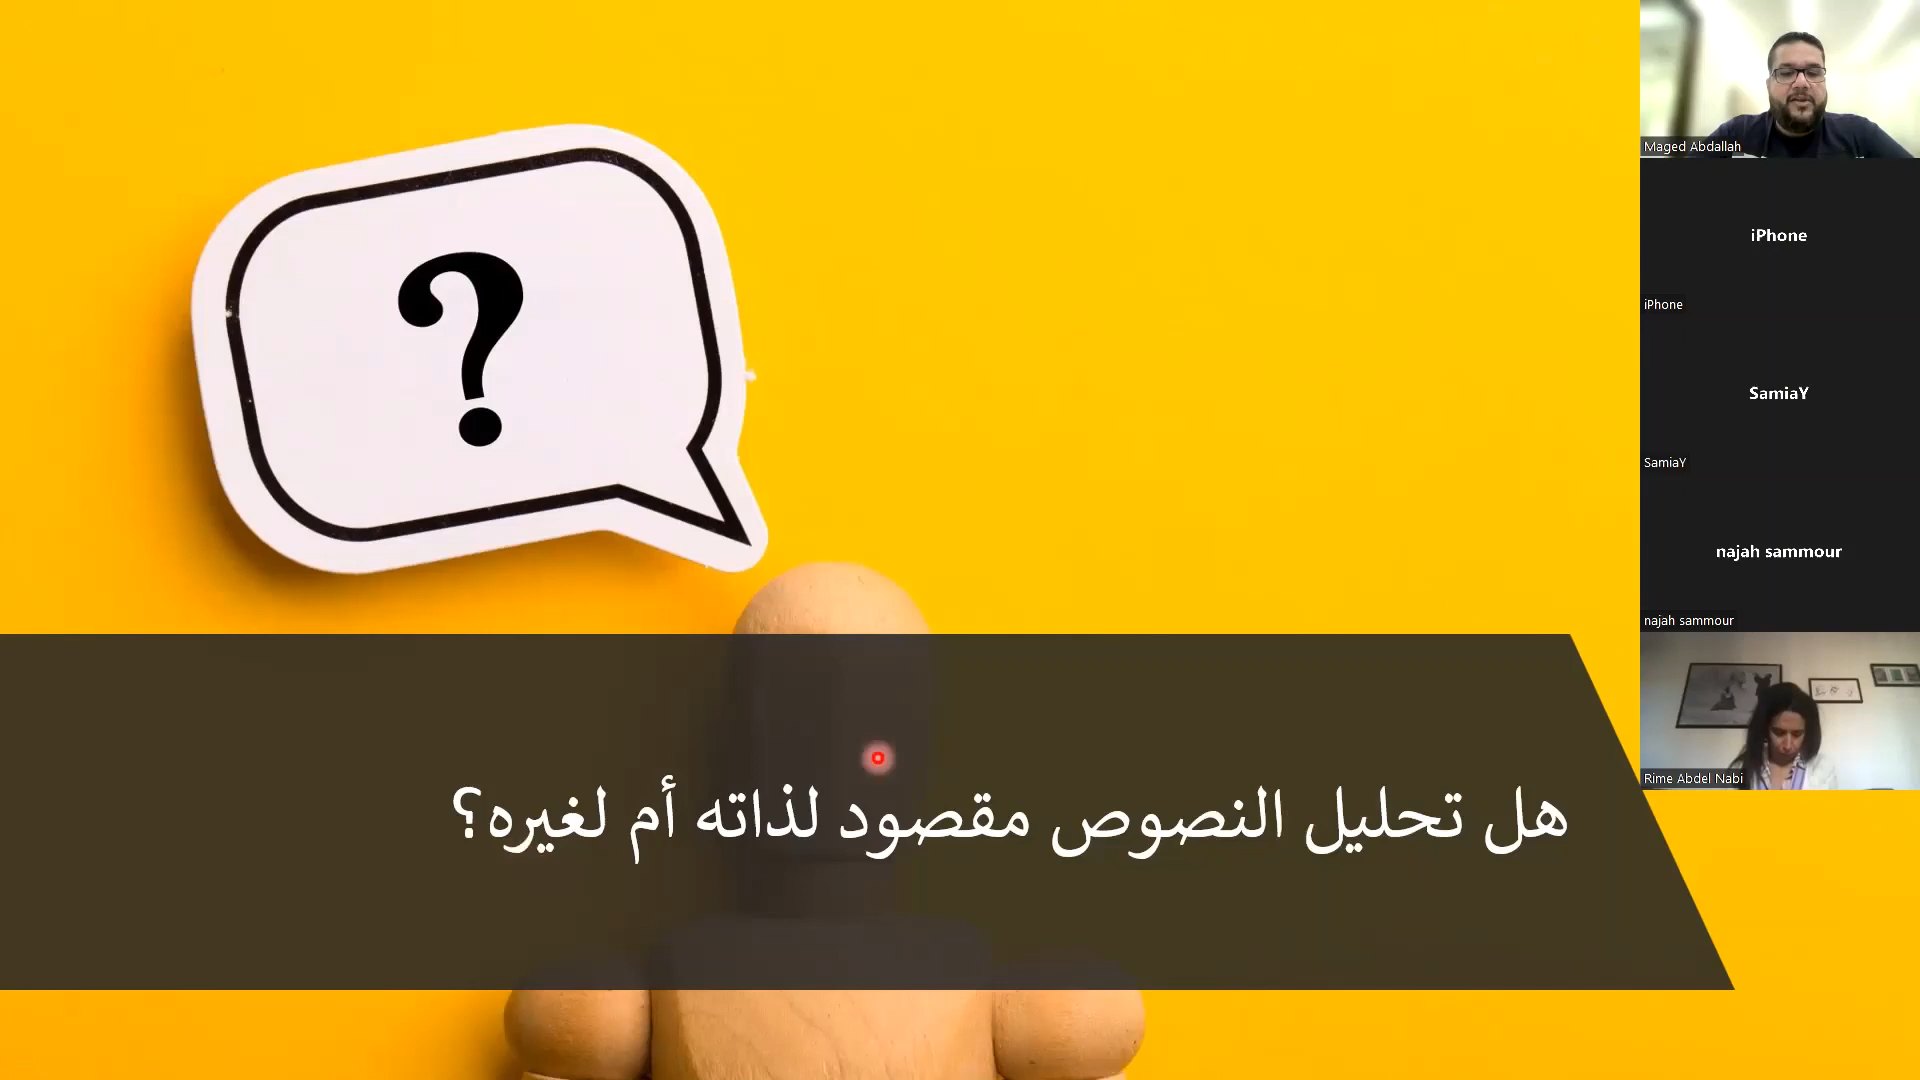 ?
هل تحليل النصوص مقصود لذاته أم لغيره؟
Maged Abdallah
iPhone
iPhone
SamiaY
SamiaY
najah sammour
najah sammour
Rime Abdel Nabi